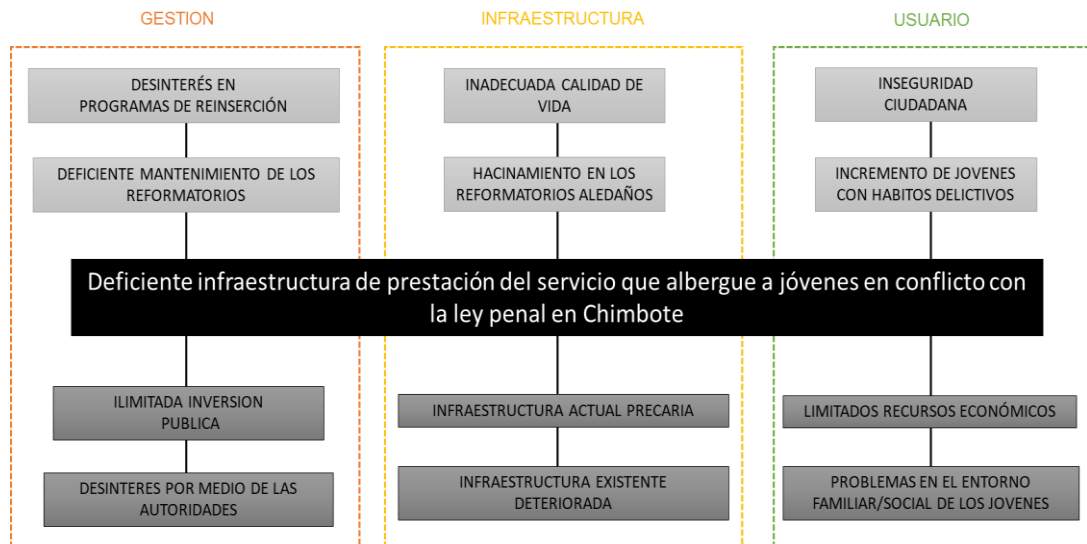 GESTION
INFRAESTRUCTURA
USUARIO
DESINTERÉS EN
PROGRAMAS DE REINSERCIÓN
INADECUADA CALIDAD DE
VIDA
INSEGURIDAD
CIUDADANA
DEFICIENTE MANTENIMIENTO DE LOS
REFORMATORIOS
HACINAMIENTO EN LOS
REFORMATORIOS ALEDAÑOS
INCREMENTO DE JOVENES
CON HABITOS DELICTIVOS
Deficiente infraestructura de prestación del servicio que albergue a jóvenes en conflicto con
la ley penal en Chimbote
ILIMITADA INVERSION
PUBLICA
INFRAESTRUCTURA ACTUAL PRECARIA
LIMITADOS RECURSOS ECONÓMICOS
DESINTERES POR MEDIO DE LAS
AUTORIDADES
INFRAESTRUCTURA EXISTENTE
DETERIORADA
PROBLEMAS EN EL ENTORNO
FAMILIAR/SOCIAL DE LOS JOVENES